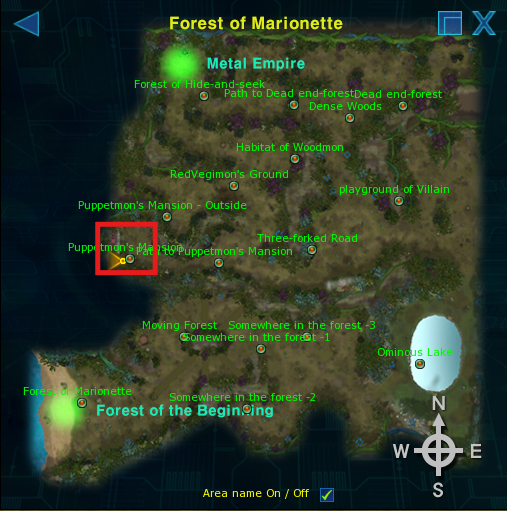 Forest of Marionette
Metal Empire
Forest of Hide-and-seek
Path to Dead end-forest
Dead end-forest
Dense Woods
Habitat of Woodmon
RedVegimon's Ground
playground of Villain
Puppetmon's Mansion - Outside
Three-forked Road
Puppetmon's Mansion
Path to Puppetmon's Mansion
Moving Forest
Somewhere in the forest -3
Somewhere in the forest -1
Ominous Lake
Forest of Marionette
Somewhere in the forest -2
Forest of the Beginning
N
W
E
S
Area name On / Off